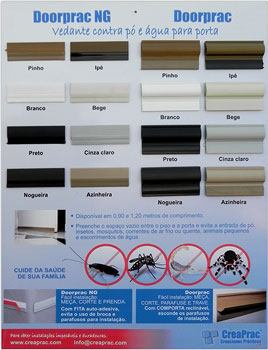 Doorprac NG Doorprac
Vedante contra pó e água para porta
Pinho Ipê Pinho Ipê
Branco Bege Branco Bege
Preto Cinza claro Preto Cinza claro
Nogueira Azinheira Nogueira Azinheira
• Disponível em 0,90 e 1,20 metros de comprimento.
• Preenche o espaço vazio entre o piso e a porta e evita a entrada de pó,
insetos, mosquitos, correntes de ar frio ou quente, animais pequenos
e escorrimentos de água.
CUIDE DA SAÚDE
DE SUA FAMÍLIA
Doorprac NG
Fácil instalação:
MEÇA, CORTE E PRENDA.
Com FITA auto-adesiva,
evita o uso de brocas e
parafusos para instalação.
Doorprac
Fácil instalação: MEÇA,
CORTE, PARAFUSE E TRAVE.
Com COMPORTA reclinável,
esconde os parafusos
de instalação.
Para obter instalações impecáveis e duradouras.
www.creaprac.com info@creaprac.com
CreaPrac
Creaciones Prácticas